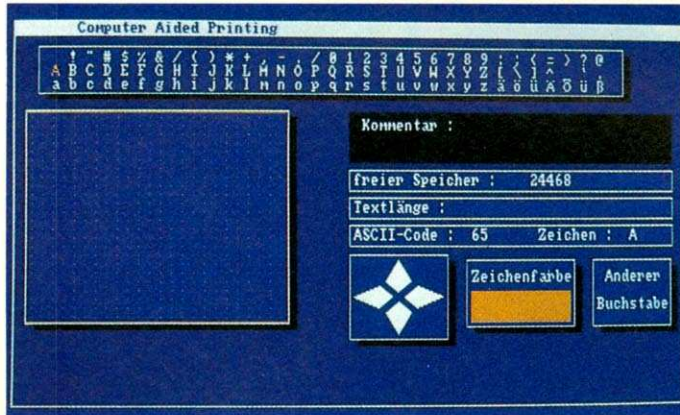 Computer Aided Printing
! " # $ % & / ( ) * + , - . / 0 1 2 3 4 5 6 7 8 9 : ; < = > ? @
A B C D E F G H I J K L M N O P Q R S T U V W X Y Z [ \ ] ^
a b c d e f g h i j k l m n o p q r s t u v w x y z ä ö ü Ä Ö ü ß
Kommentar :
freier Speicher : 24468
Textlänge :
ASCII-Code : 65 Zeichen : A
Zeichenfarbe
Anderer
Buchstabe